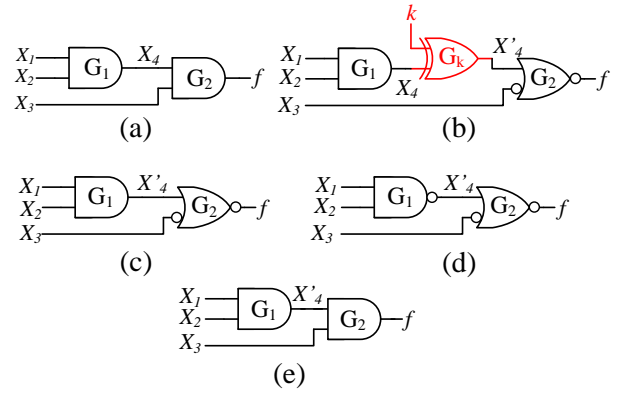 X1 X2 X3 G1 X4 G2 f
(a)
k X1 X2 X3 G1 X4 Gk X'4 G2 f
(b)
X1 X2 X3 G1 X'4 G2 f
(c)
X1 X2 X3 G1 X'4 G2 f
(d)
X1 X2 X3 G1 X'4 G2 f
(e)